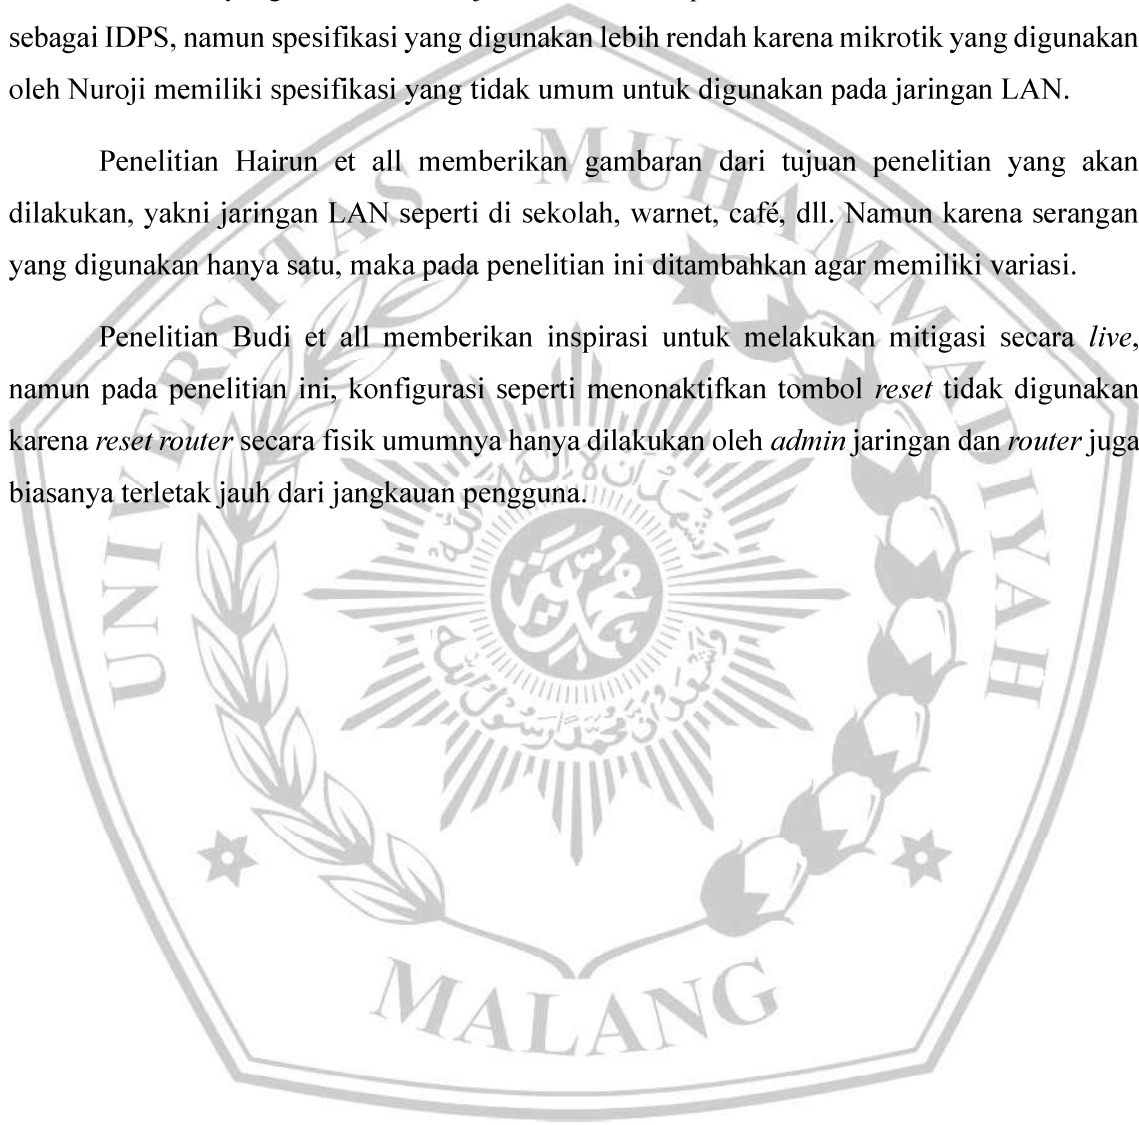 sebagai IDPS, namun spesifikasi yang digunakan lebih rendah karena mikrotik yang digunakan
oleh Nuroji memiliki spesifikasi yang tidak umum untuk digunakan pada jaringan LAN.
Penelitian Hairun et all memberikan gambaran dari tujuan penelitian yang akan
dilakukan, yakni jaringan LAN seperti di sekolah, warnet, café, dll. Namun karena serangan
yang digunakan hanya satu, maka pada penelitian ini ditambahkan agar memiliki variasi.
Penelitian Budi et all memberikan inspirasi untuk melakukan mitigasi secara live,
namun pada penelitian ini, konfigurasi seperti menonaktifkan tombol reset tidak digunakan
karena reset router secara fisik umumnya hanya dilakukan oleh admin jaringan dan router juga
biasanya terletak jauh dari jangkauan pengguna.
UNIVERSITAS MUHAMMADIYAH
MALANG